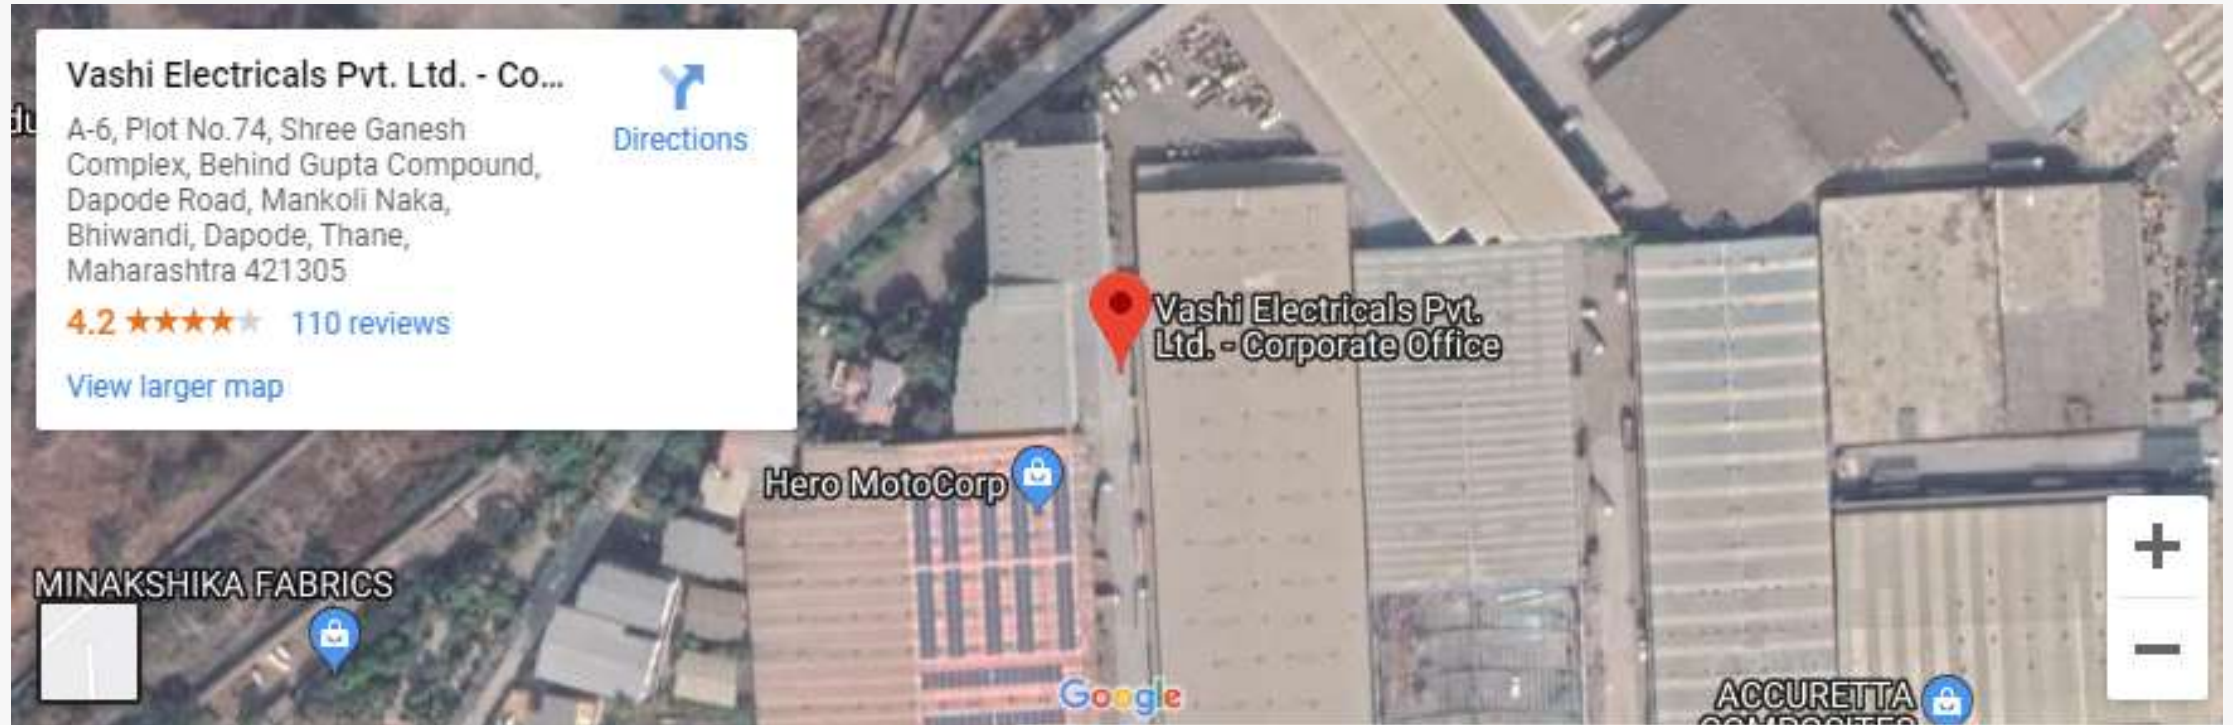 Vashi Electricals Pvt. Ltd. - Co...
Directions
A-6, Plot No.74, Shree Ganesh
Complex, Behind Gupta Compound,
Dapode Road, Mankoli Naka,
Bhiwandi, Dapode, Thane,
Maharashtra 421305
4.2 110 reviews
View larger map
Vashi Electricals Pvt.
Ltd. - Corporate Office
Hero MotoCorp
MINAKSHIKA FABRICS
Google
ACCURETTA
COMPOSITES